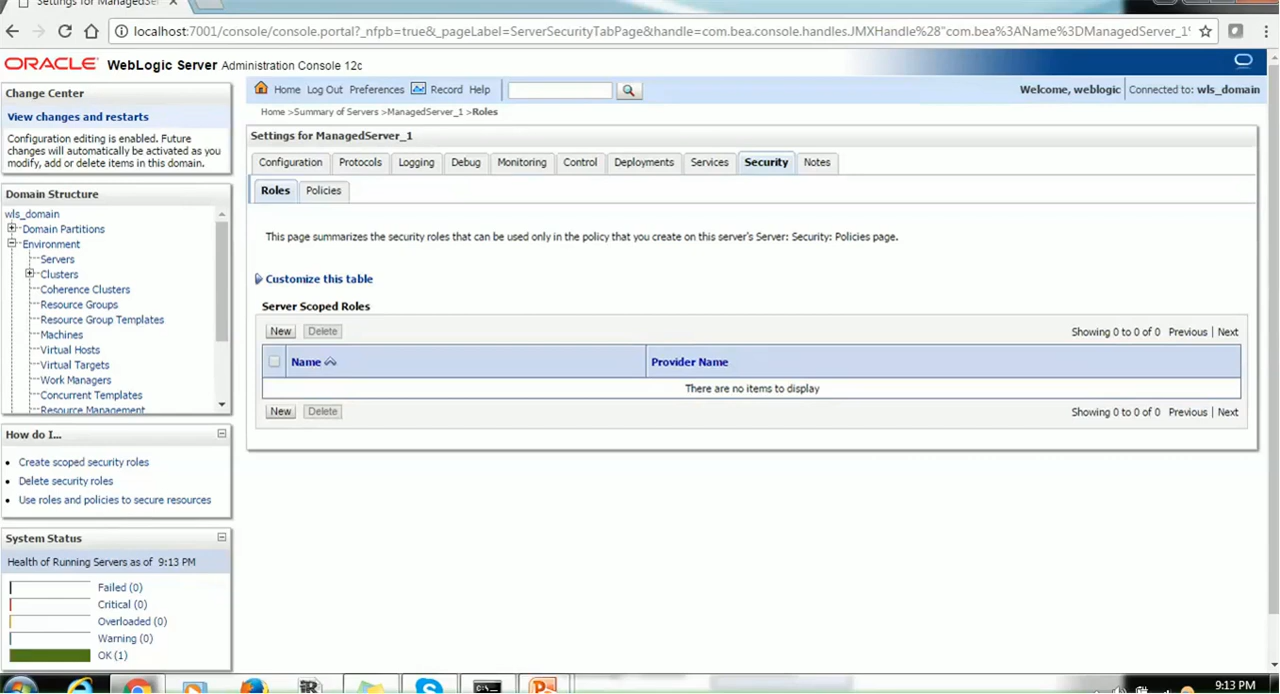 Settings for ManagedSer
localhost:7001/console/console.portal?_nfpb=true&_pageLabel=ServerSecurityTabPage&handle=com.bea.console.handles.JMXHandle%28"com.bea%3AName%3DManagedServer_1
ORACLE WebLogic Server Administration Console 12c
Change Center
View changes and restarts
Configuration editing is enabled. Future
changes will automatically be activated as you
modify, add or delete items in this domain.
Domain Structure
wls_domain
Domain Partitions
Environment
Servers
Clusters
Coherence Clusters
Resource Groups
Resource Group Templates
Machines
Virtual Hosts
Virtual Targets
Work Managers
Concurrent Templates
Resource Management
How do I...
Create scoped security roles
Delete security roles
Use roles and policies to secure resources
System Status
Health of Running Servers as of 9:13 PM
Failed (0)
Critical (0)
Overloaded (0)
Warning (0)
OK (1)
Home Log Out Preferences Record Help
Welcome, weblogic Connected to: wls_domain
Home >Summary of Servers >ManagedServer_1 >Roles
Settings for ManagedServer_1
Configuration Protocols Logging Debug Monitoring Control Deployments Services Security Notes
Roles Policies
This page summarizes the security roles that can be used only in the policy that you create on this server's Server: Security: Policies page.
Customize this table
Server Scoped Roles
New Delete Showing 0 to 0 of 0 Previous | Next
Name Provider Name
There are no items to display
New Delete Showing 0 to 0 of 0 Previous | Next
9:13 PM